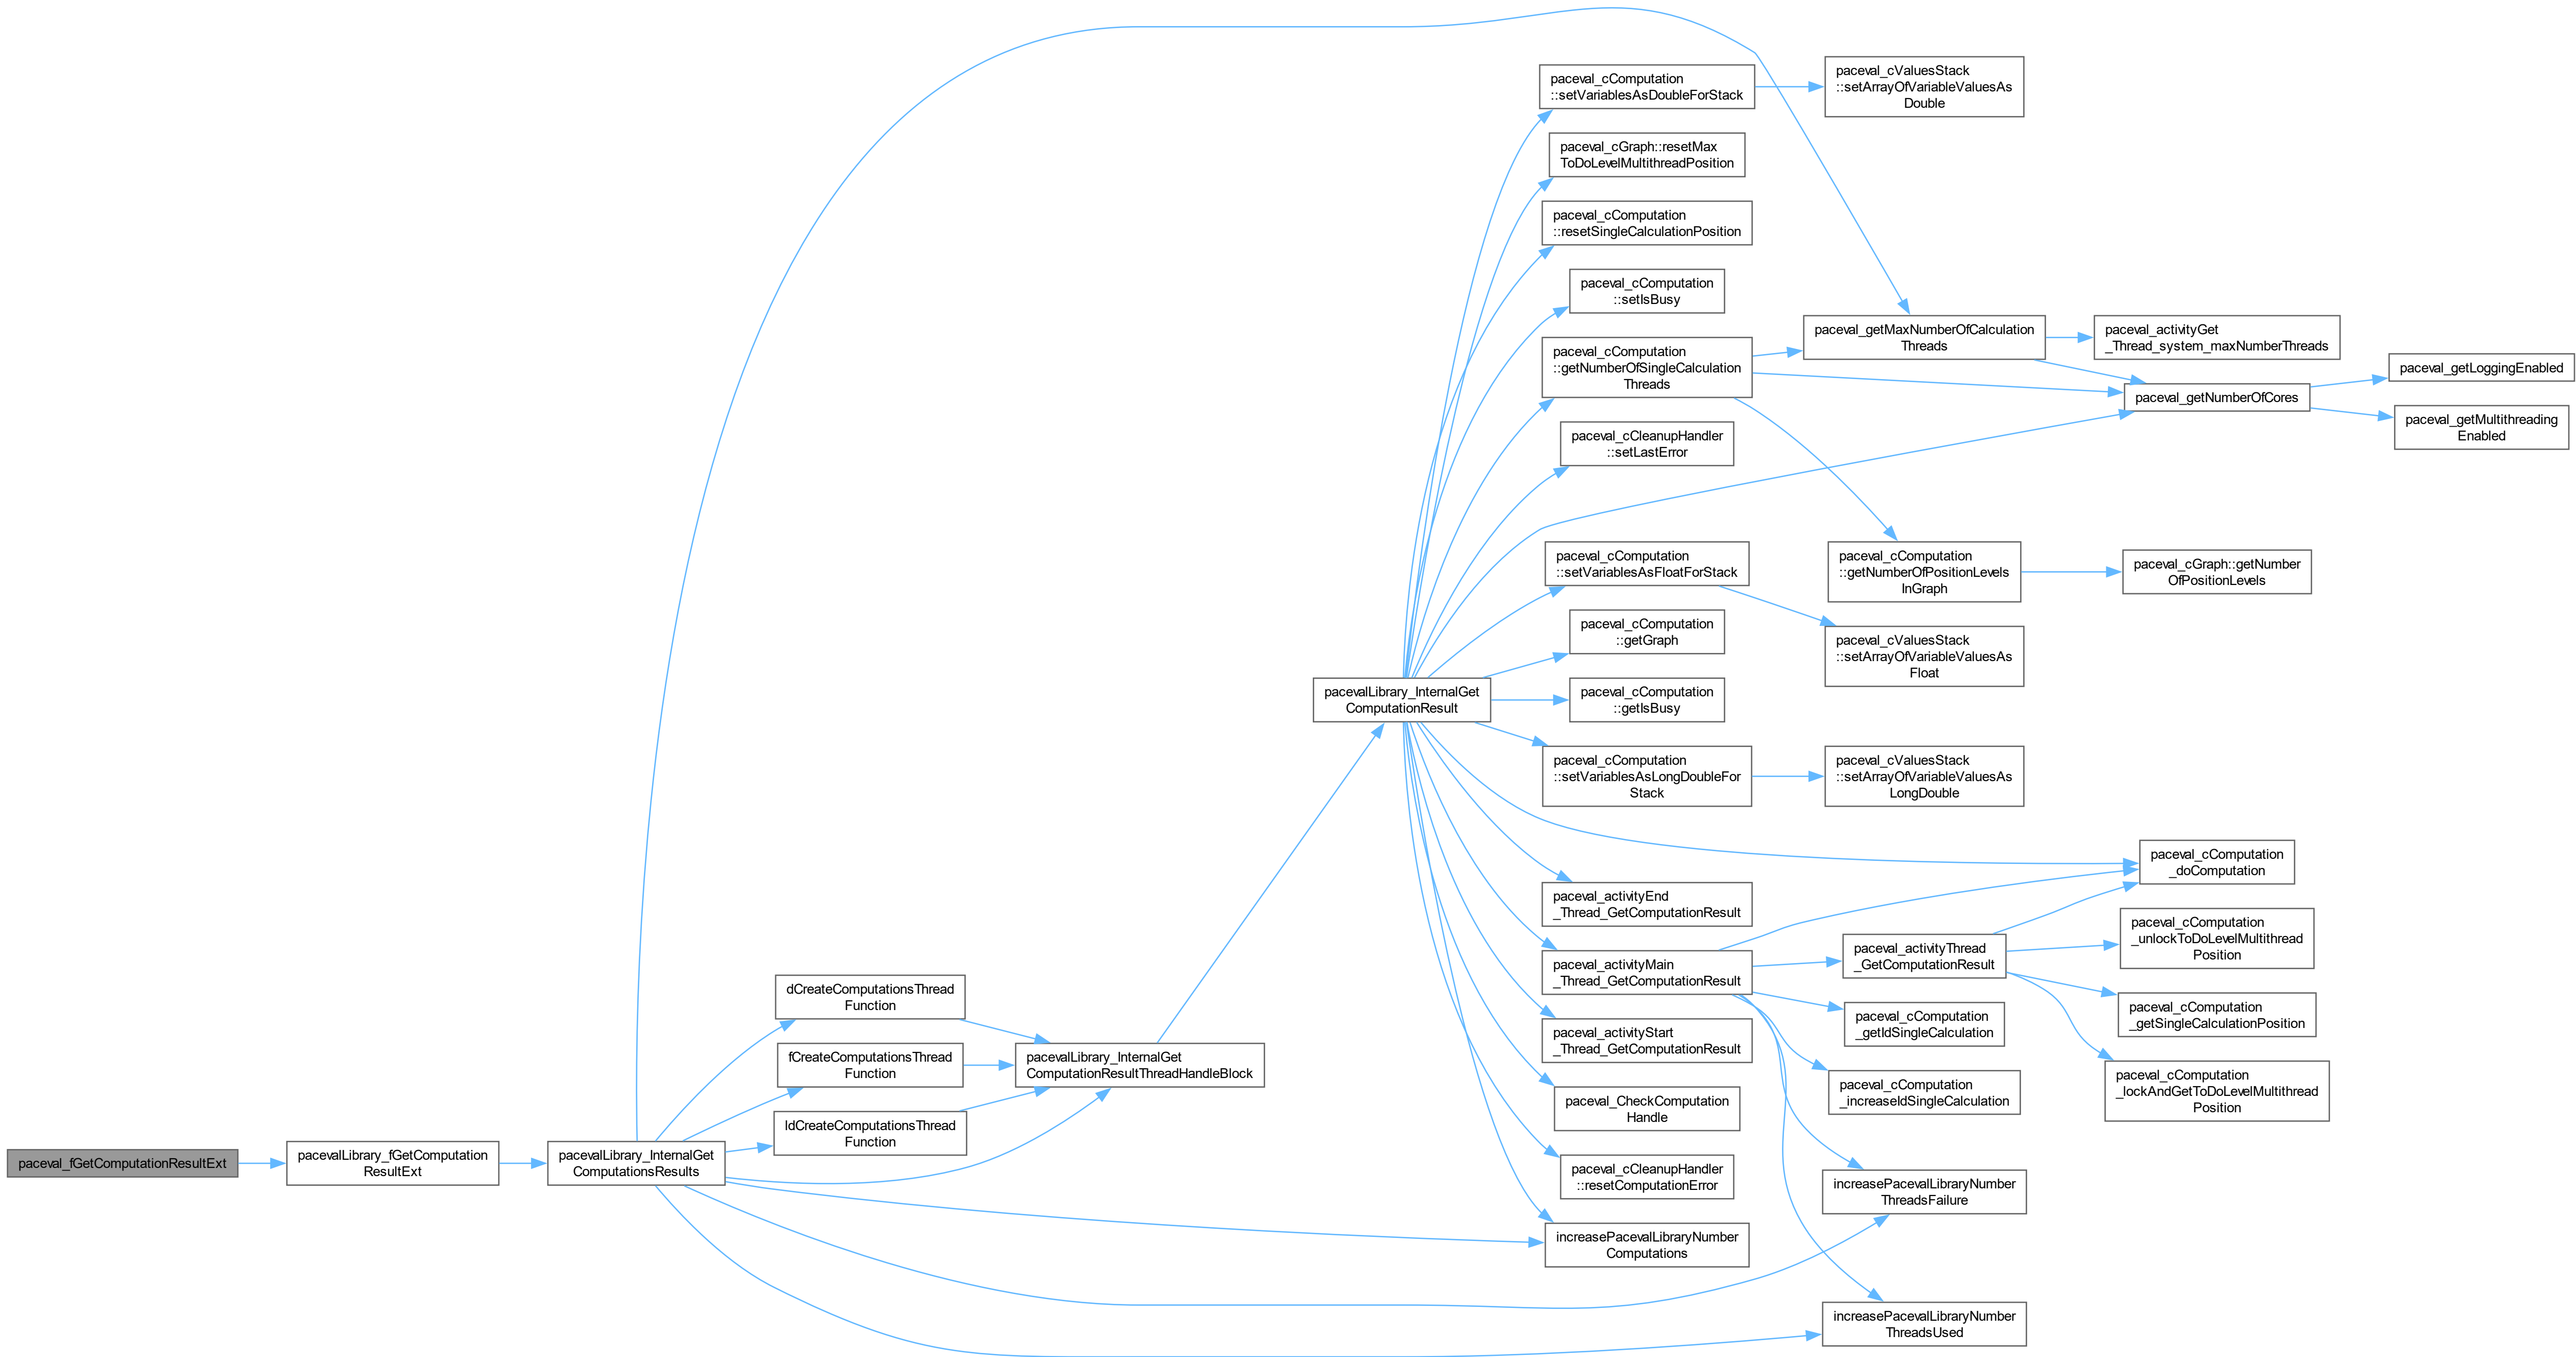 paceval_fGetComputationResultExt
pacevalLibrary_fGetComputation
ResultExt
pacevalLibrary_InternalGet
ComputationsResults
dCreateComputationsThread
Function
fCreateComputationsThread
Function
ldCreateComputationsThread
Function
pacevalLibrary_InternalGet
ComputationResultThreadHandleBlock
pacevalLibrary_InternalGet
ComputationResult
paceval_cComputation
::setVariablesAsDoubleForStack
paceval_cGraph::resetMax
ToDoLevelMultithreadPosition
paceval_cComputation
::resetSingleCalculationPosition
paceval_cComputation
::setIsBusy
paceval_cComputation
::getNumberOfSingleCalculation
Threads
paceval_cCleanupHandler
::setLastError
paceval_cComputation
::setVariablesAsFloatForStack
paceval_cComputation
::getGraph
paceval_cComputation
::getIsBusy
paceval_cComputation
::setVariablesAsLongDoubleFor
Stack
paceval_activityEnd
_Thread_GetComputationResult
paceval_activityMain
_Thread_GetComputationResult
paceval_activityStart
_Thread_GetComputationResult
paceval_CheckComputation
Handle
paceval_cCleanupHandler
::resetComputationError
increasePacevalLibraryNumber
Computations
paceval_cValuesStack
::setArrayOfVariableValuesAs
Double
paceval_getMaxNumberOfCalculation
Threads
paceval_cComputation
::getNumberOfPositionLevels
InGraph
paceval_cValuesStack
::setArrayOfVariableValuesAs
Float
paceval_cValuesStack
::setArrayOfVariableValuesAs
LongDouble
paceval_activityThread
_GetComputationResult
paceval_cComputation
_getIdSingleCalculation
paceval_cComputation
_increaseIdSingleCalculation
increasePacevalLibraryNumber
ThreadsFailure
increasePacevalLibraryNumber
ThreadsUsed
paceval_activityGet
_Thread_system_maxNumberThreads
paceval_getNumberOfCores
paceval_cGraph::getNumber
OfPositionLevels
paceval_cComputation
_doComputation
paceval_cComputation
_unlockToDoLevelMultithread
Position
paceval_cComputation
_getSingleCalculationPosition
paceval_cComputation
_lockAndGetToDoLevelMultithread
Position
paceval_getLoggingEnabled
paceval_getMultithreading
Enabled